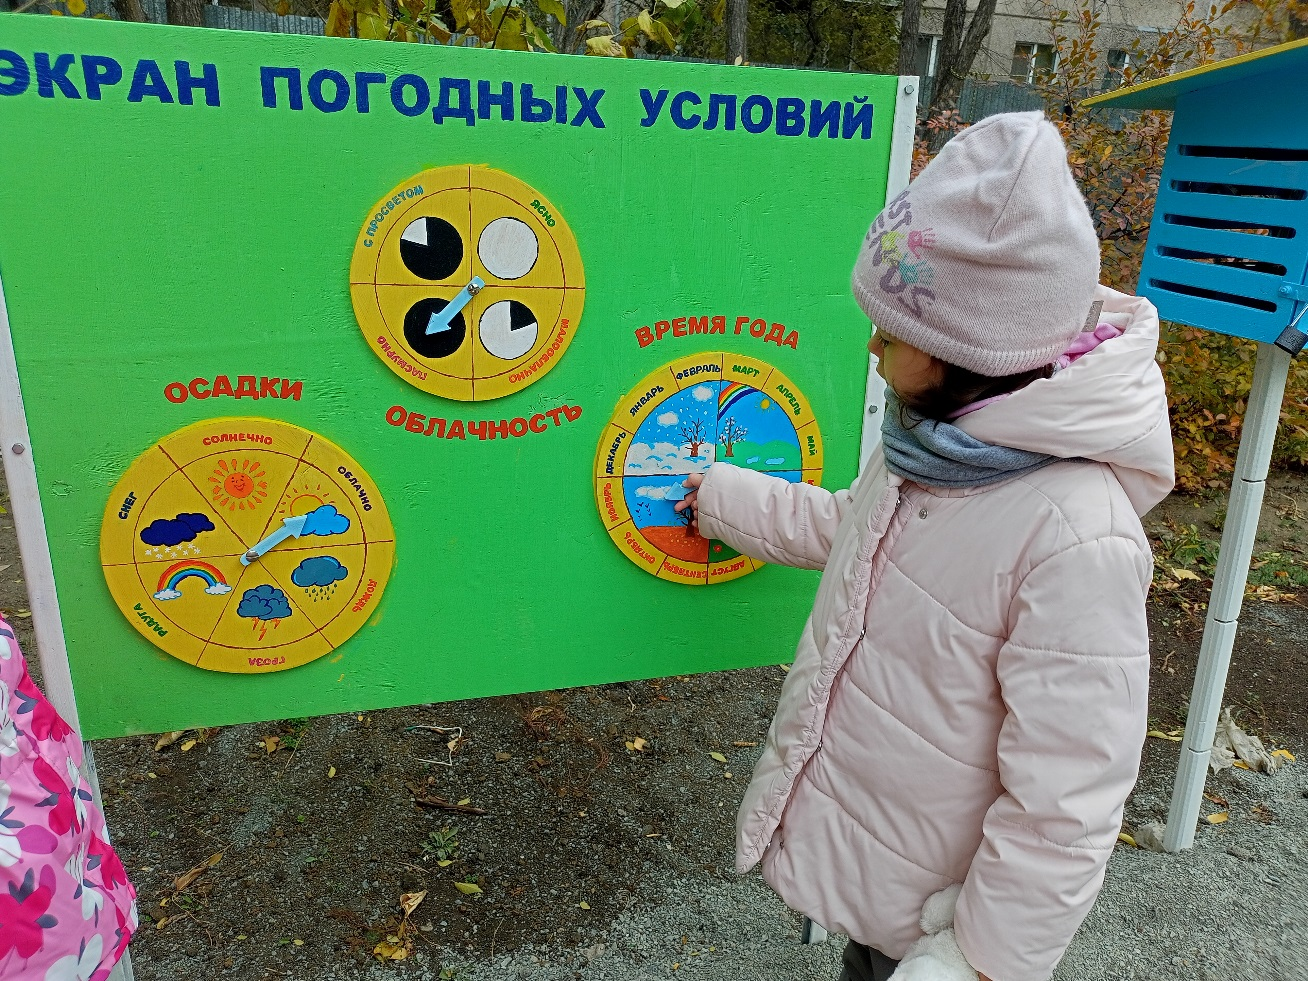 ЭКРАН ПОГОДНЫХ УСЛОВИЙ
С ПРОСВЕТОМ
ЯСНО
МАЛООБЛАЧНО
ПАСМУРНО
ОБЛАЧНОСТЬ
ВРЕМЯ ГОДА
ЯНВАРЬ
ФЕВРАЛЬ
МАРТ
АПРЕЛЬ
МАЙ
АВГУСТ
СЕНТЯБРЬ
ОКТЯБРЬ
НОЯБРЬ
ДЕКАБРЬ
ОСАДКИ
СОЛНЕЧНО
ОБЛАЧНО
ДОЖДЬ
ГРОЗА
РАДУГА
СНЕГ